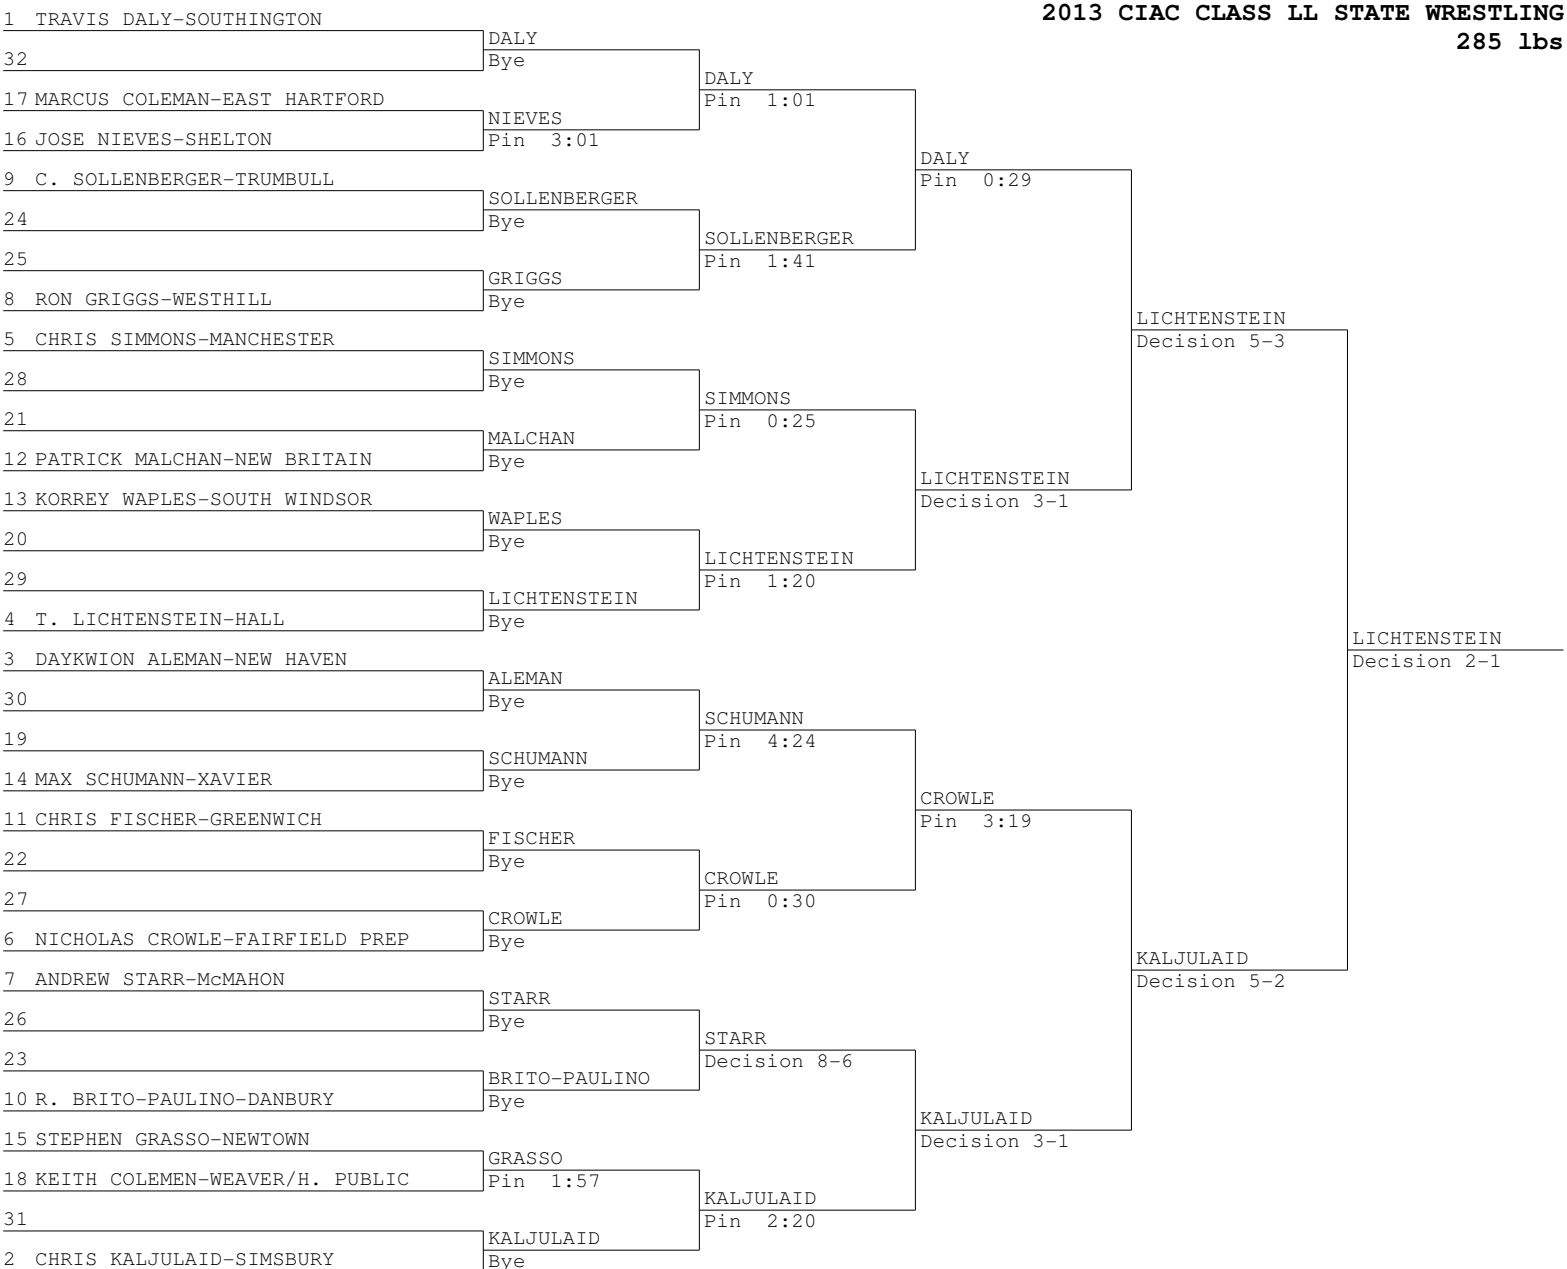 2013 CIAC CLASS LL STATE WRESTLING
285 lbs
1 TRAVIS DALY-SOUTHINGTON
32
17 MARCUS COLEMAN-EAST HARTFORD
16 JOSE NIEVES-SHELTON
9 C. SOLLENBERGER-TRUMBULL
24
25
8 RON GRIGGS-WESTHILL
5 CHRIS SIMMONS-MANCHESTER
28
21
12 PATRICK MALCHAN-NEW BRITAIN
13 KORREY WAPLES-SOUTH WINDSOR
20
29
4 T. LICHTENSTEIN-HALL
3 DAYKWION ALEMAN-NEW HAVEN
30
19
14 MAX SCHUMANN-XAVIER
11 CHRIS FISCHER-GREENWICH
22
27
6 NICHOLAS CROWLE-FAIRFIELD PREP
7 ANDREW STARR-McMAHON
26
23
10 R. BRITO-PAULINO-DANBURY
15 STEPHEN GRASSO-NEWTOWN
18 KEITH COLEMEN-WEAVER/H. PUBLIC
31
2 CHRIS KALJULAID-SIMSBURY
DALY
Bye
NIEVES
Pin 3:01
SOLLENBERGER
Bye
GRIGGS
Bye
SIMMONS
Bye
MALCHAN
Bye
WAPLES
Bye
LICHTENSTEIN
Bye
ALEMAN
Bye
SCHUMANN
Bye
FISCHER
Bye
CROWLE
Bye
STARR
Bye
BRITO-PAULINO
Bye
GRASSO
Pin 1:57
KALJULAID
Bye
DALY
Pin 1:01
SOLLENBERGER
Pin 1:41
SIMMONS
Pin 0:25
LICHTENSTEIN
Pin 1:20
SCHUMANN
Pin 4:24
CROWLE
Pin 0:30
STARR
Decision 8-6
KALJULAID
Pin 2:20
DALY
Pin 0:29
LICHTENSTEIN
Decision 3-1
CROWLE
Pin 3:19
KALJULAID
Decision 3-1
LICHTENSTEIN
Decision 5-3
KALJULAID
Decision 5-2
LICHTENSTEIN
Decision 2-1